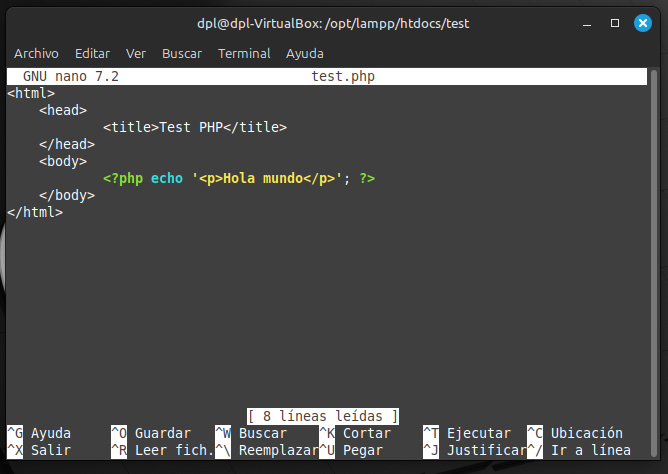 dpl@dpl-VirtualBox: /opt/lampp/htdocs/test
Archivo Editar Ver Buscar Terminal Ayuda
GNU nano 7.2 test.php
<html>
    <head>
            <title>Test PHP</title>
    </head>
    <body>
            <?php echo '<p>Hola mundo</p>'; ?>
    </body>
</html>
[ 8 líneas leídas ]
^G Ayuda ^O Guardar ^W Buscar ^K Cortar ^T Ejecutar ^C Ubicación
^X Salir ^R Leer fich. ^\ Reemplazar ^U Pegar ^J Justificar ^/ Ir a línea